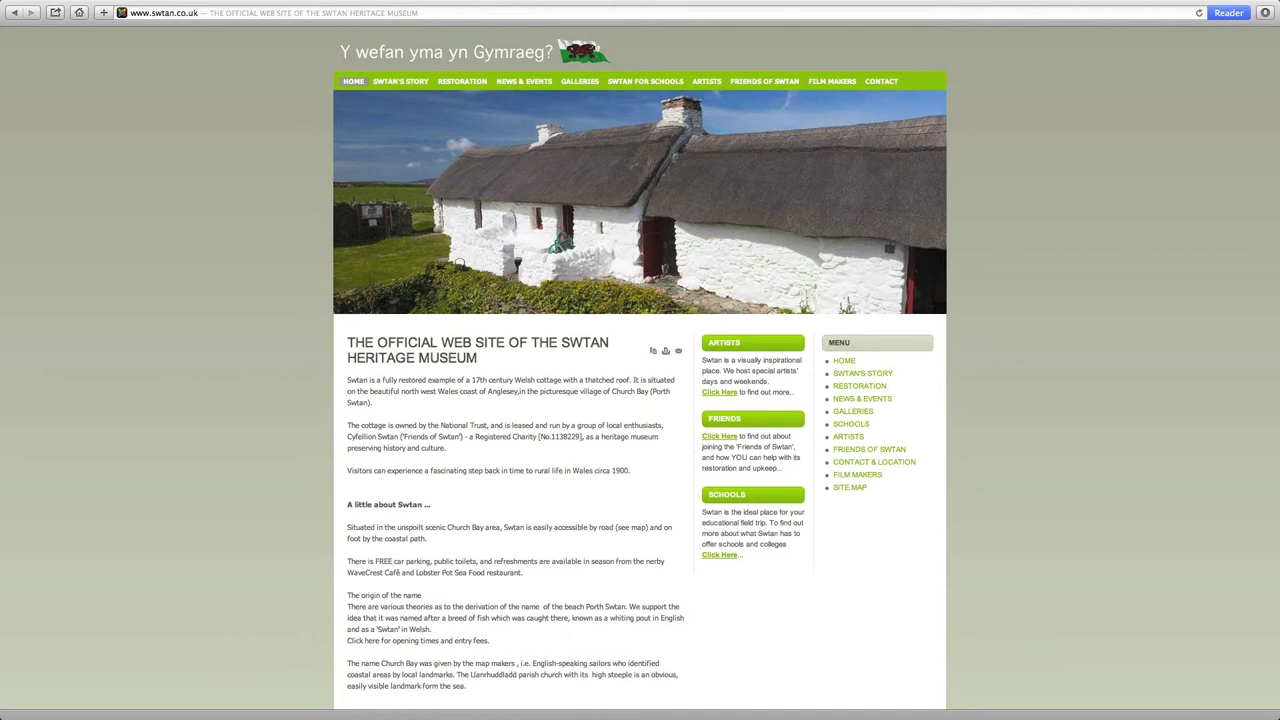 www.swtan.co.uk — THE OFFICIAL WEB SITE OF THE SWTAN HERITAGE MUSEUM
Reader
Y wefan yma yn Gymraeg?
HOME SWTAN'S STORY RESTORATION NEWS & EVENTS GALLERIES SWTAN FOR SCHOOLS ARTISTS FRIENDS OF SWTAN FILM MAKERS CONTACT
THE OFFICIAL WEB SITE OF THE SWTAN
HERITAGE MUSEUM
Swtan is a fully restored example of a 17th century Welsh cottage with a thatched roof. It is situated
on the beautiful north west Wales coast of Anglesey,in the picturesque village of Church Bay (Porth
Swtan).
The cottage is owned by the National Trust, and is leased and run by a group of local enthusiasts,
Cyfellion Swtan ('Friends of Swtan') - a Registered Charity [No.1138229], as a heritage museum
preserving history and culture.
Visitors can experience a fascinating step back in time to rural life in Wales circa 1900.
A little about Swtan ...
Situated in the unspoilt scenic Church Bay area, Swtan is easily accessible by road (see map) and on
foot by the coastal path.
There is FREE car parking, public toilets, and refreshments are available in season from the nerby
WaveCrest Café and Lobster Pot Sea Food restaurant.
The origin of the name
There are various theories as to the derivation of the name of the beach Porth Swtan. We support the
idea that it was named after a breed of fish which was caught there, known as a whiting pout in English
and as a 'Swtan' in Welsh.
Click here for opening times and entry fees.
The name Church Bay was given by the map makers , i.e. English-speaking sailors who identified
coastal areas by local landmarks. The Llanrhuddladd parish church with its high steeple is an obvious,
easily visible landmark form the sea.
ARTISTS
Swtan is a visually inspirational
place. We host special artists'
days and weekends.
Click Here to find out more...
FRIENDS
Click Here to find out about
joining the 'Friends of Swtan',
and how YOU can help with its
restoration and upkeep...
SCHOOLS
Swtan is the ideal place for your
educational field trip. To find out
more about what Swtan has to
offer schools and colleges
Click Here...
MENU
HOME
SWTAN'S STORY
RESTORATION
NEWS & EVENTS
GALLERIES
SCHOOLS
ARTISTS
FRIENDS OF SWTAN
CONTACT & LOCATION
FILM MAKERS
SITE MAP